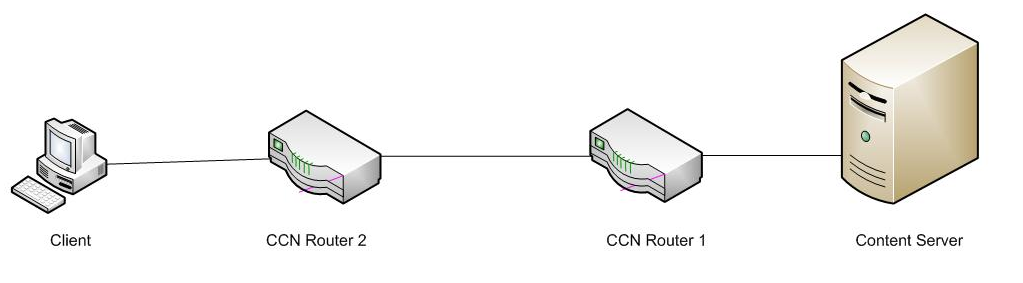 Client
CCN Router 2
CCN Router 1
Content Server